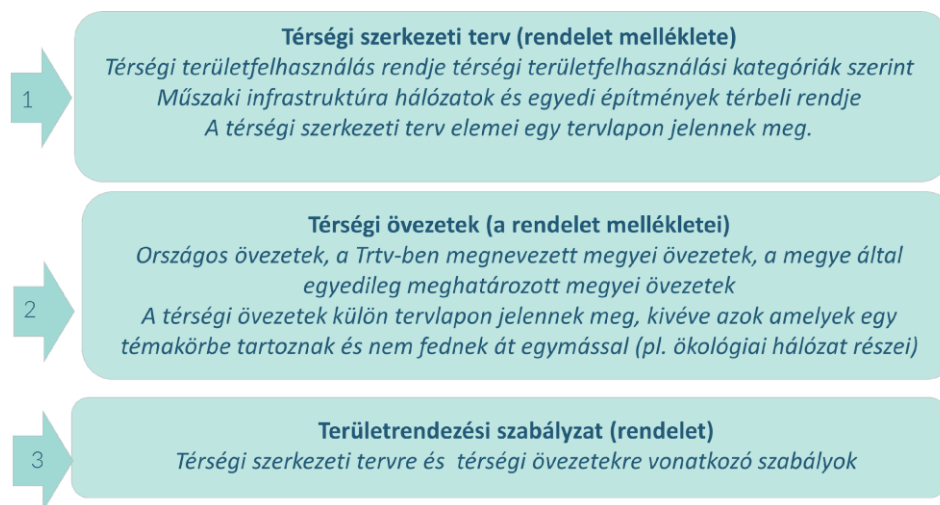 1
Térségi szerkezeti terv (rendelet melléklete)
Térségi területfelhasználás rendje térségi területfelhasználási kategóriák szerint
Műszaki infrastruktúra hálózatok és egyedi építmények térbeli rendje
A térségi szerkezeti terv elemei egy tervlapon jelennek meg.
2
Térségi övezetek (a rendelet mellékletei)
Országos övezetek, a Trtv-ben megnevezett megyei övezetek, a megye által
egyedileg meghatározott megyei övezetek
A térségi övezetek külön tervlapon jelennek meg, kivéve azok amelyek egy
témakörbe tartoznak és nem fednek át egymással (pl. ökológiai hálózat részei)
3
Területrendezési szabályzat (rendelet)
Térségi szerkezeti tervre és térségi övezetekre vonatkozó szabályok